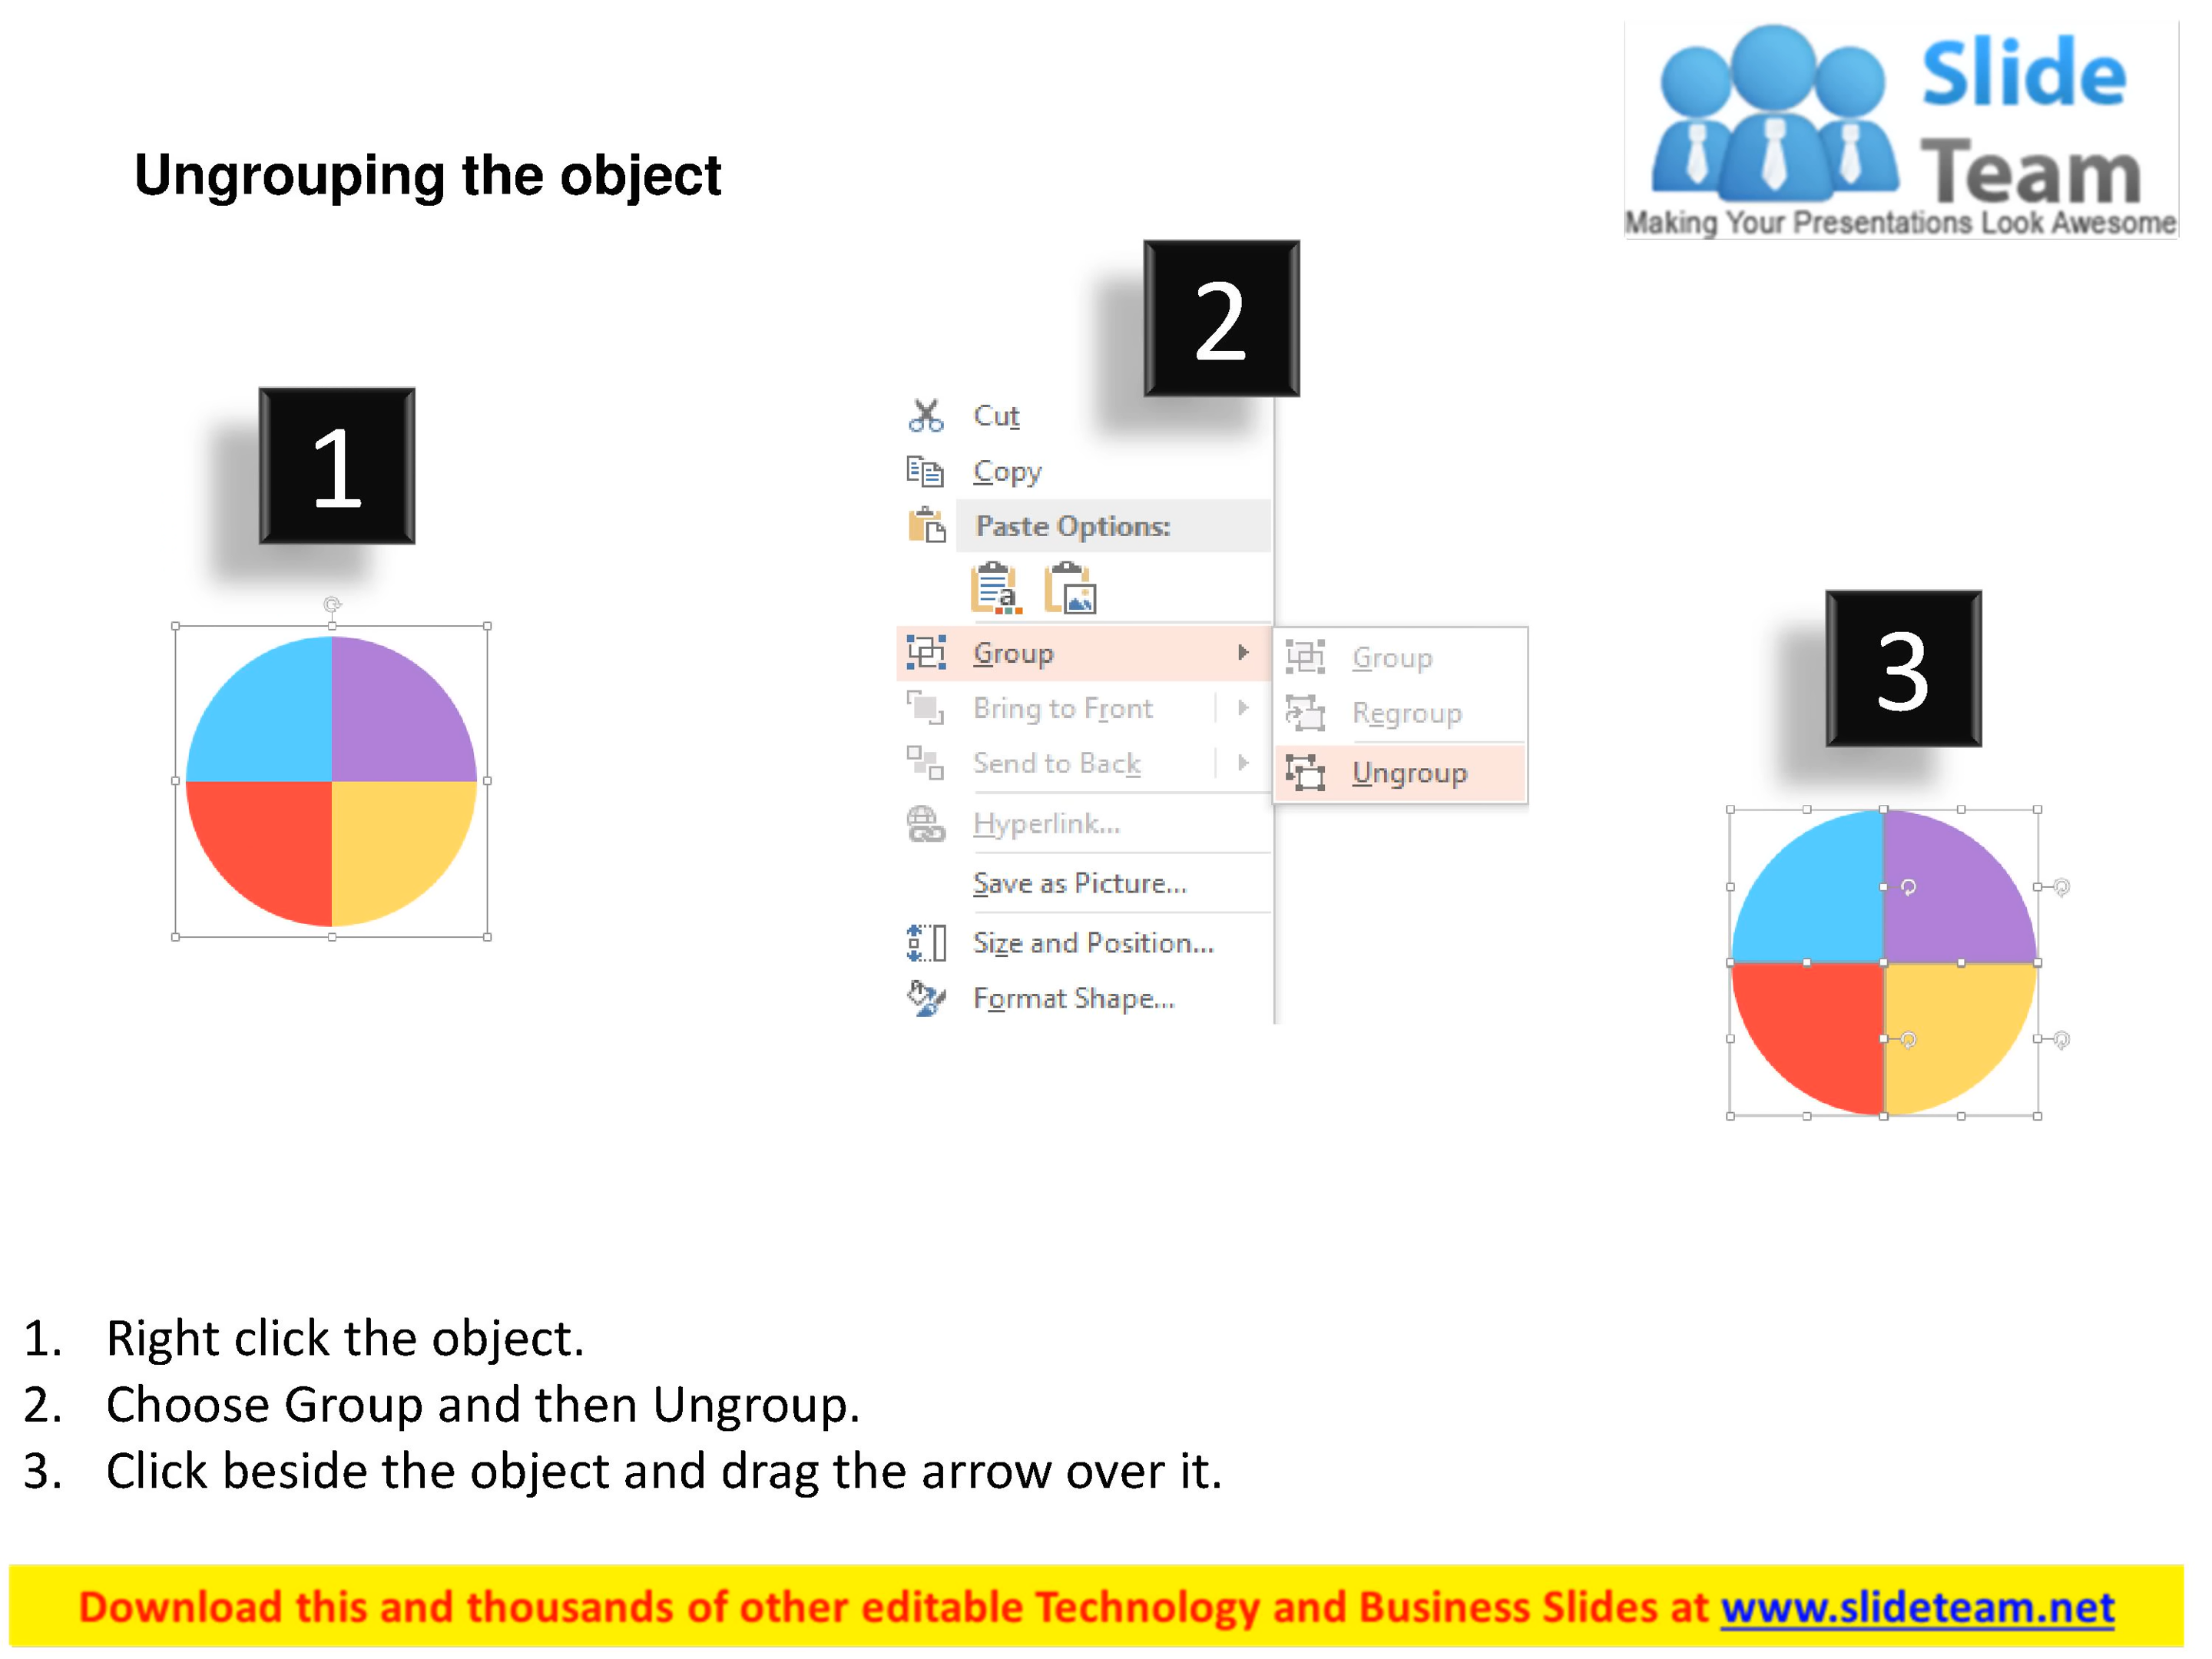 Slide
Team
Making Your Presentations Look Awesome
Ungrouping the object
1
2
3
Cut
Copy
Paste Options:
a
Group
Bring to Front
Send to Back
Hyperlink...
Save as Picture...
Size and Position...
Format Shape...
Group
Regroup
Ungroup
1. Right click the object.
2. Choose Group and then Ungroup.
3. Click beside the object and drag the arrow over it.
Download this and thousands of other editable Technology and Business Slides at www.slideteam.net